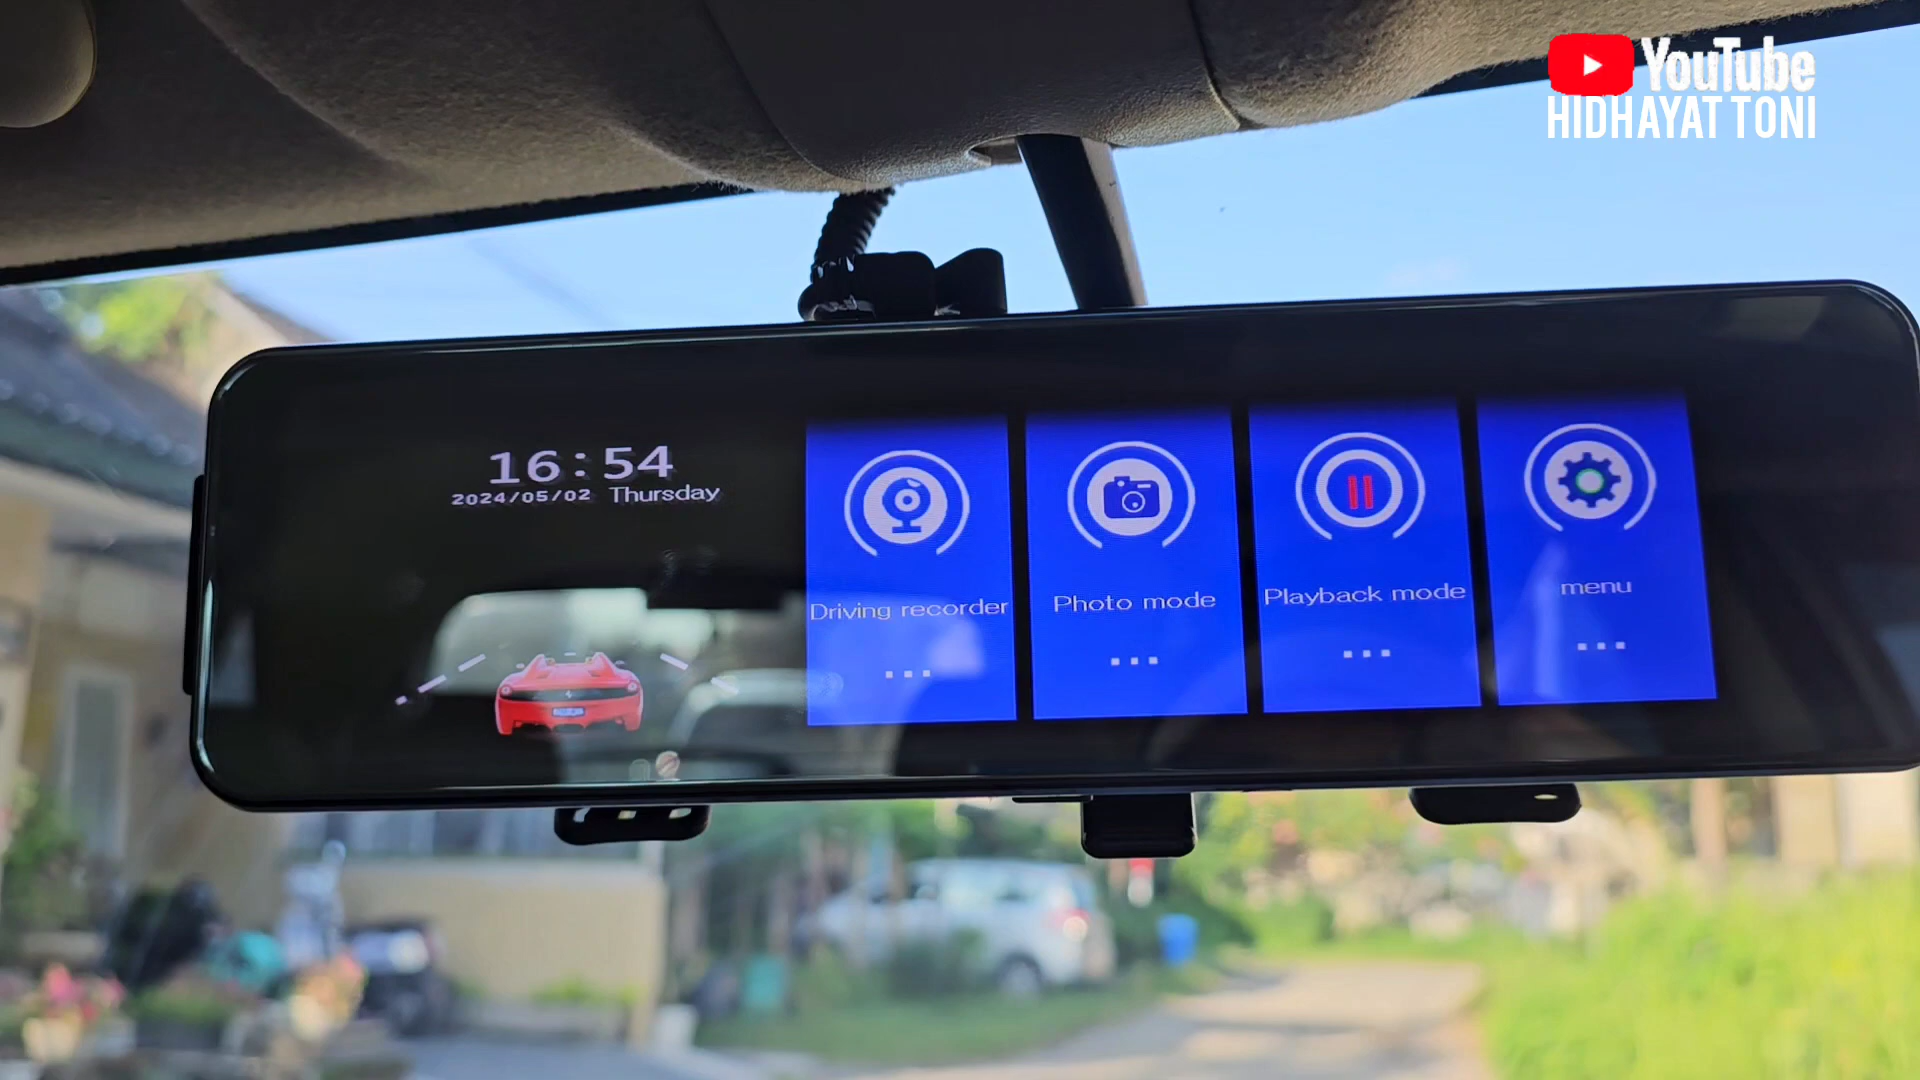 YouTube
HIDHAYAT TONI
16:54
2024/05/02 Thursday
Driving recorder
Photo mode
Playback mode
menu